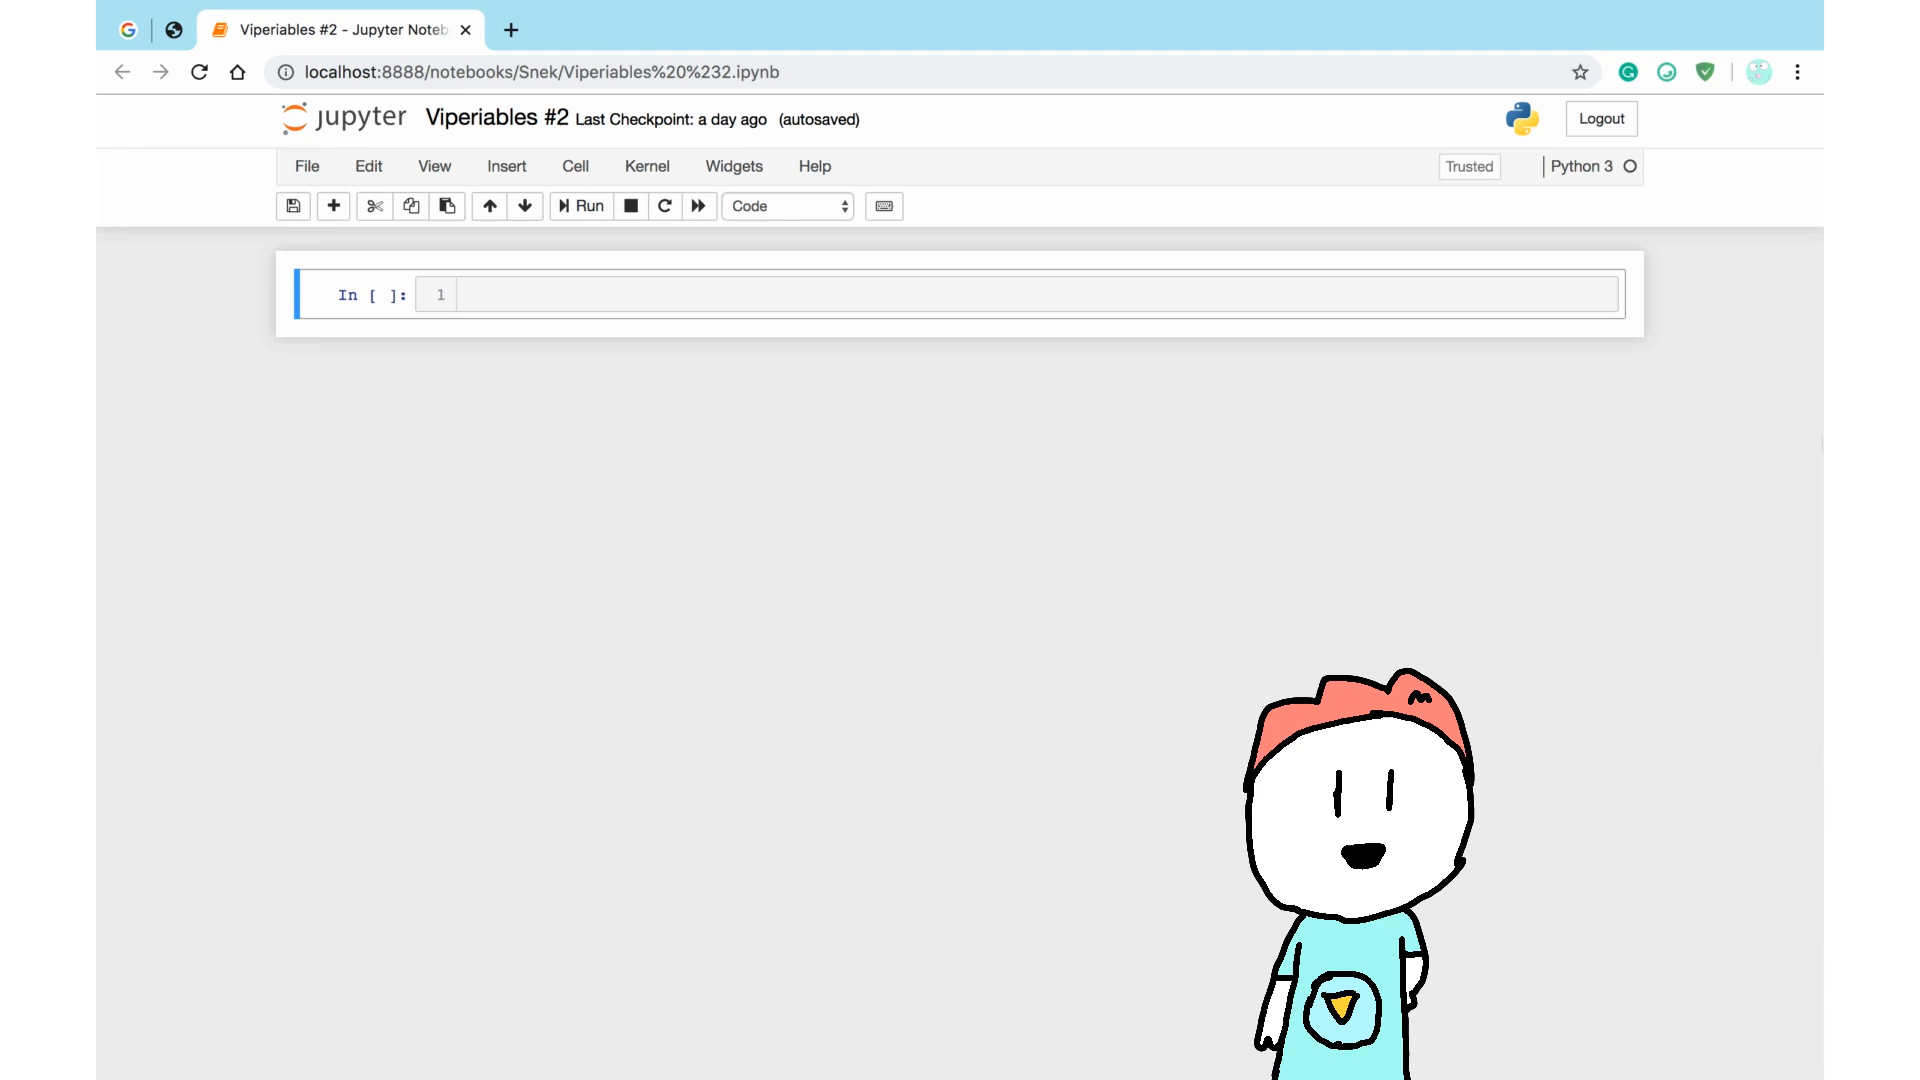 Viperiables #2 - Jupyter Noteb
localhost:8888/notebooks/Snek/Viperiables%20%232.ipynb
jupyter Viperiables #2 Last Checkpoint: a day ago (autosaved)
Logout
File Edit View Insert Cell Kernel Widgets Help
Trusted
Python 3
Run
Code
In [ ]: 1